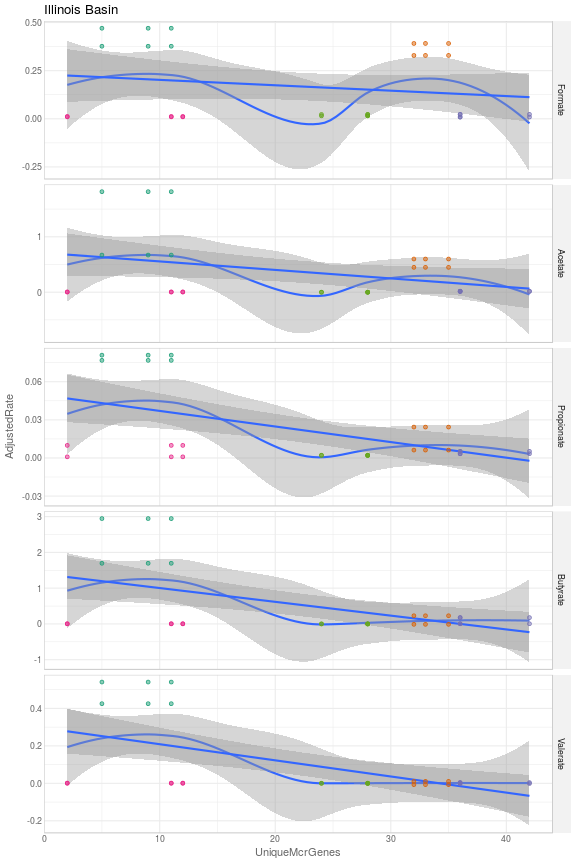 Illinois Basin
0.50
0.25
0.00
-0.25
Formate
1
0
Acetate
0.06
0.03
0.00
-0.03
Propionate
3
2
1
0
-1
Butyrate
0.4
0.2
0.0
-0.2
Valerate
AdjustedRate
0 10 20 30 40
UniqueMcrGenes